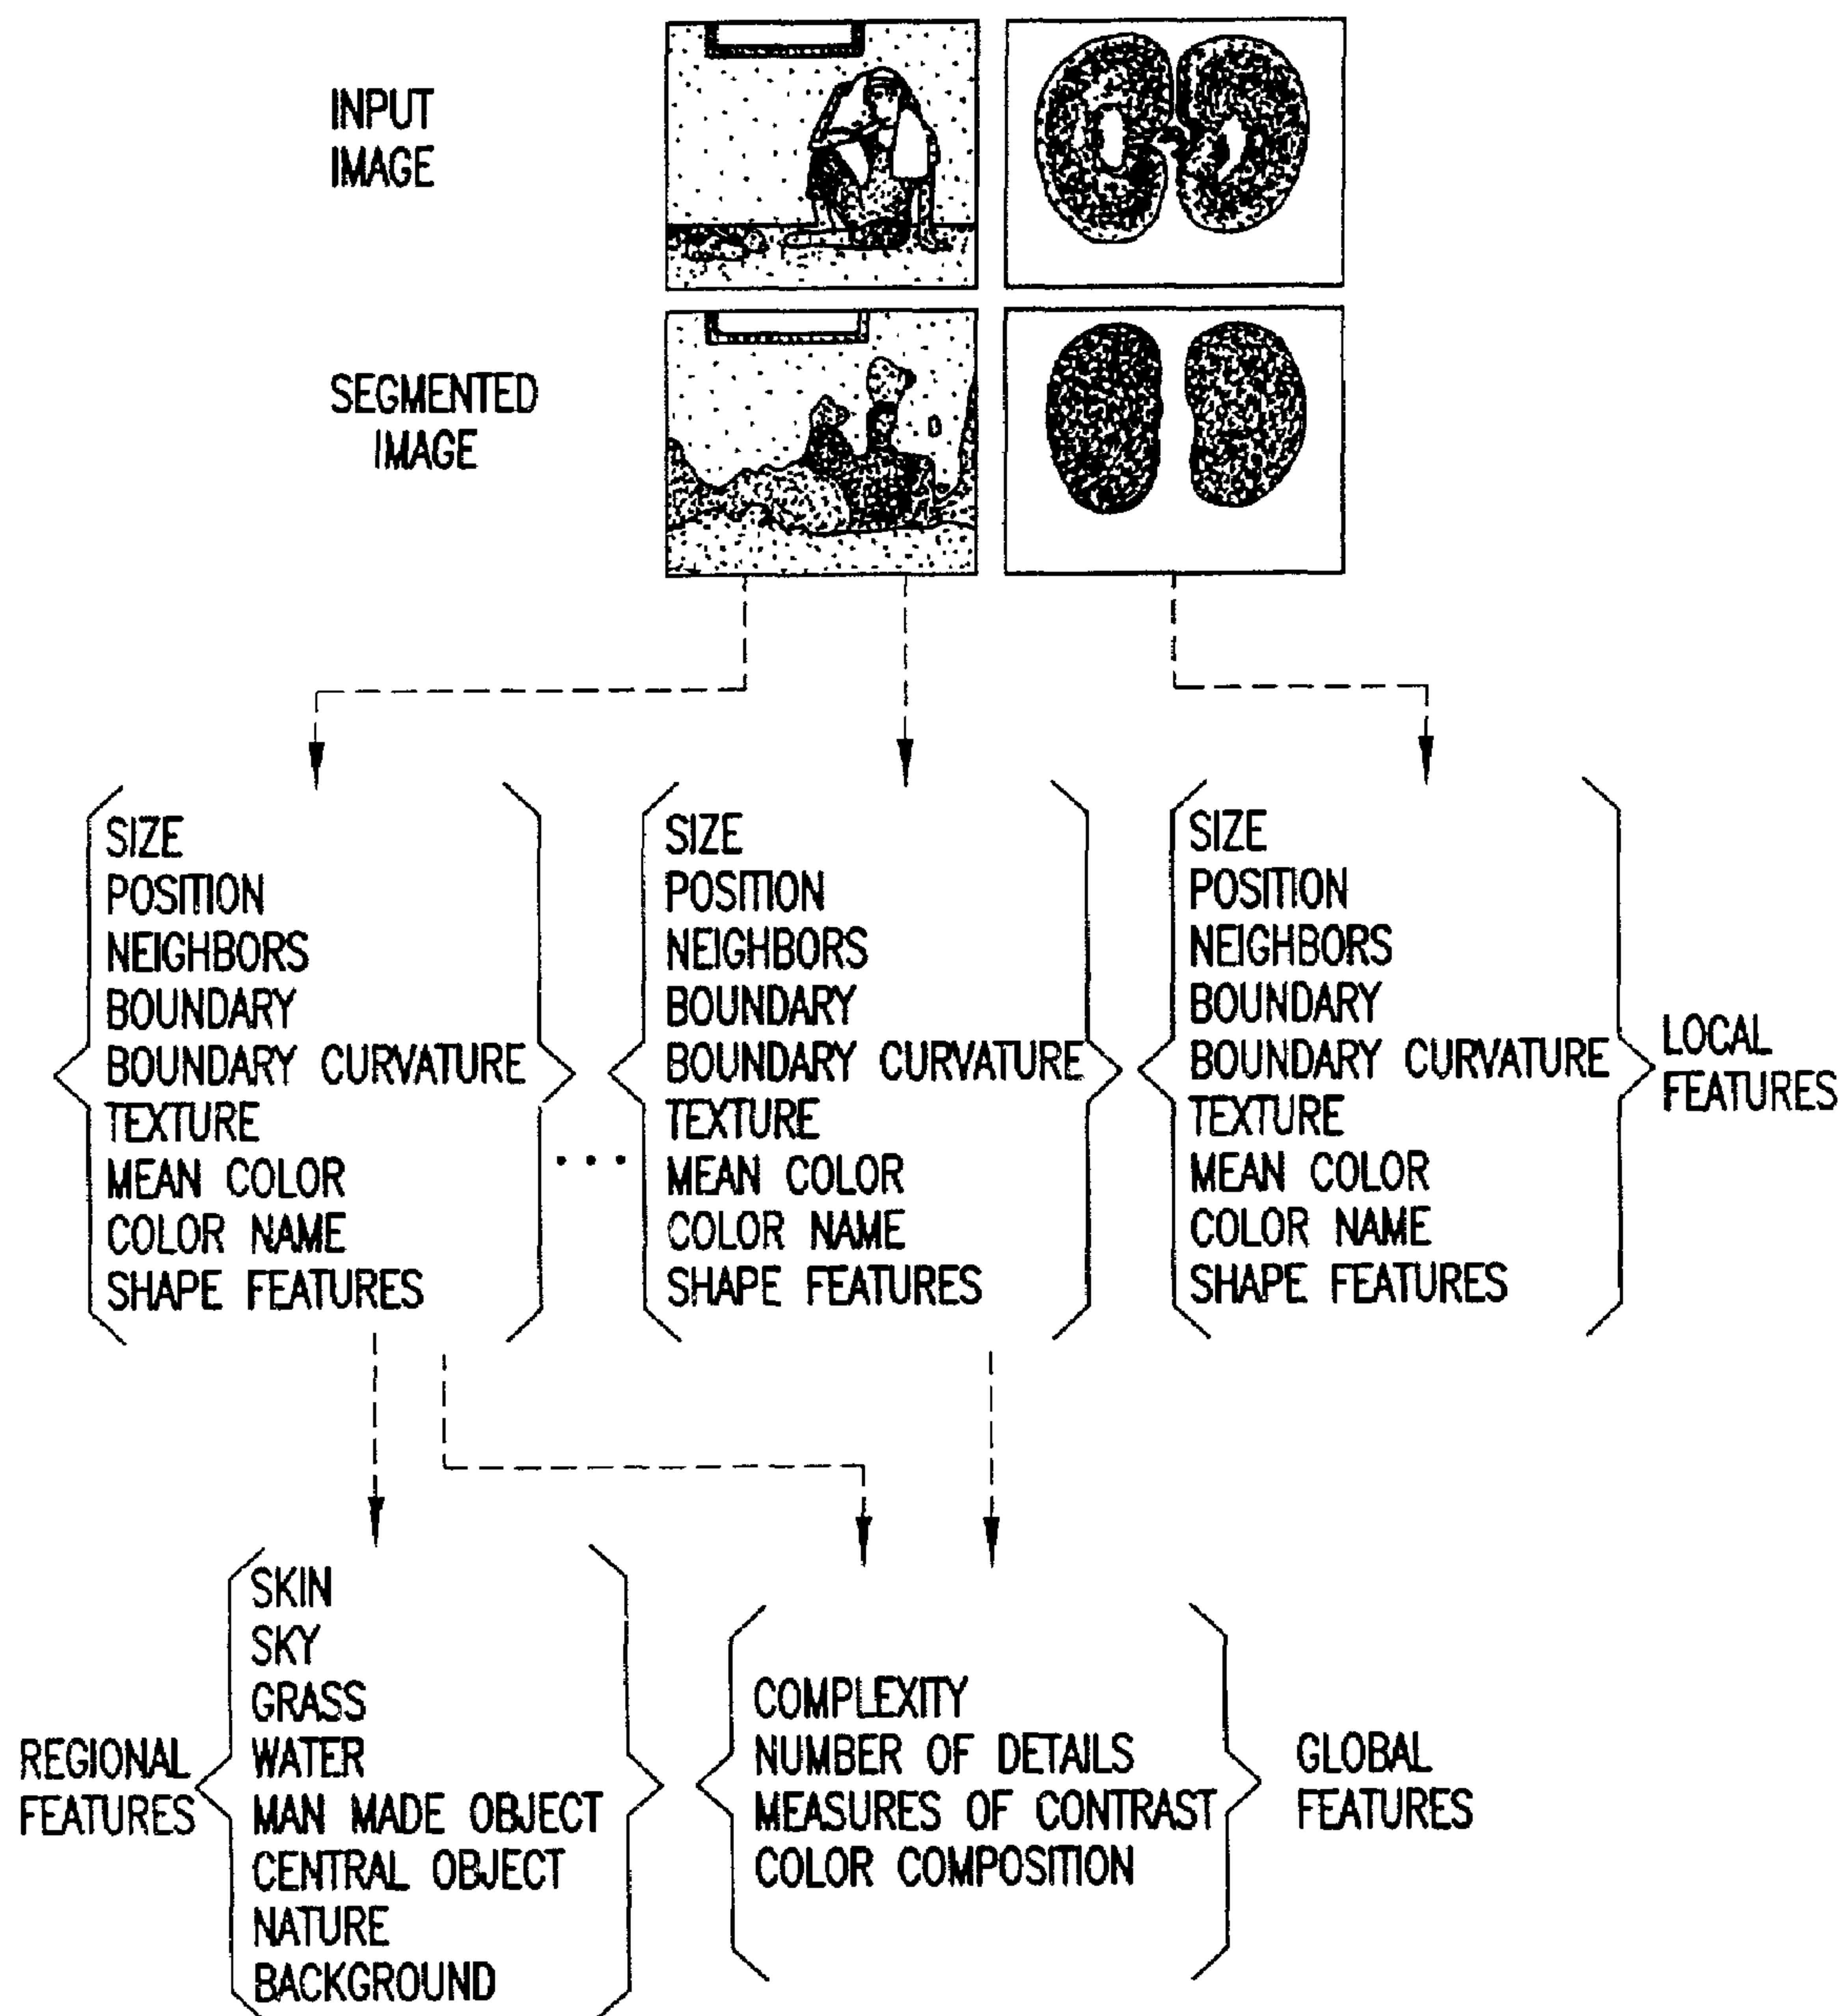 INPUT
IMAGE
SEGMENTED
IMAGE
SIZE
POSITION
NEIGHBORS
BOUNDARY
BOUNDARY CURVATURE
TEXTURE
MEAN COLOR
COLOR NAME
SHAPE FEATURES
...
SIZE
POSITION
NEIGHBORS
BOUNDARY
BOUNDARY CURVATURE
TEXTURE
MEAN COLOR
COLOR NAME
SHAPE FEATURES
SIZE
POSITION
NEIGHBORS
BOUNDARY
BOUNDARY CURVATURE
TEXTURE
MEAN COLOR
COLOR NAME
SHAPE FEATURES
LOCAL
FEATURES
REGIONAL
FEATURES
SKIN
SKY
GRASS
WATER
MAN MADE OBJECT
CENTRAL OBJECT
NATURE
BACKGROUND
COMPLEXITY
NUMBER OF DETAILS
MEASURES OF CONTRAST
COLOR COMPOSITION
GLOBAL
FEATURES